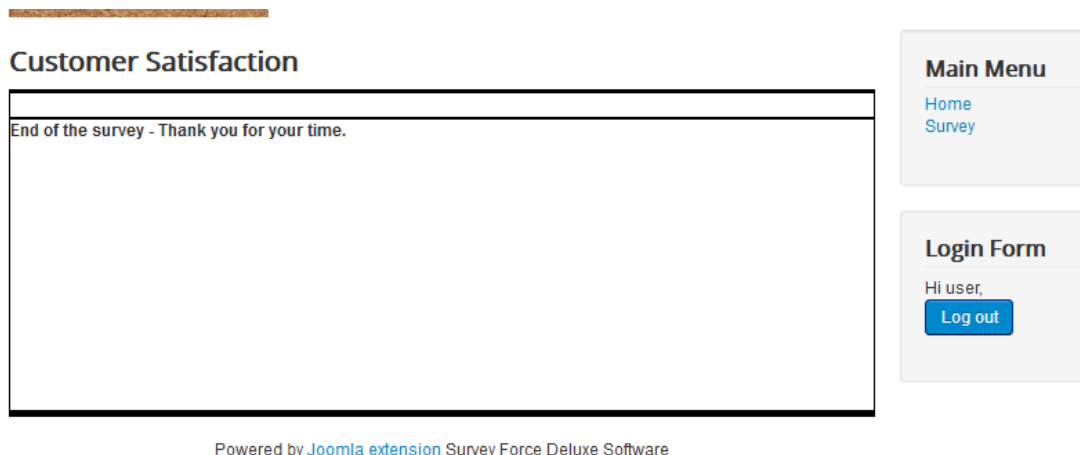 Customer Satisfaction
End of the survey - Thank you for your time.
Main Menu
Home
Survey
Login Form
Hi user,
Log out
Powered by Joomla extension Survey Force Deluxe Software